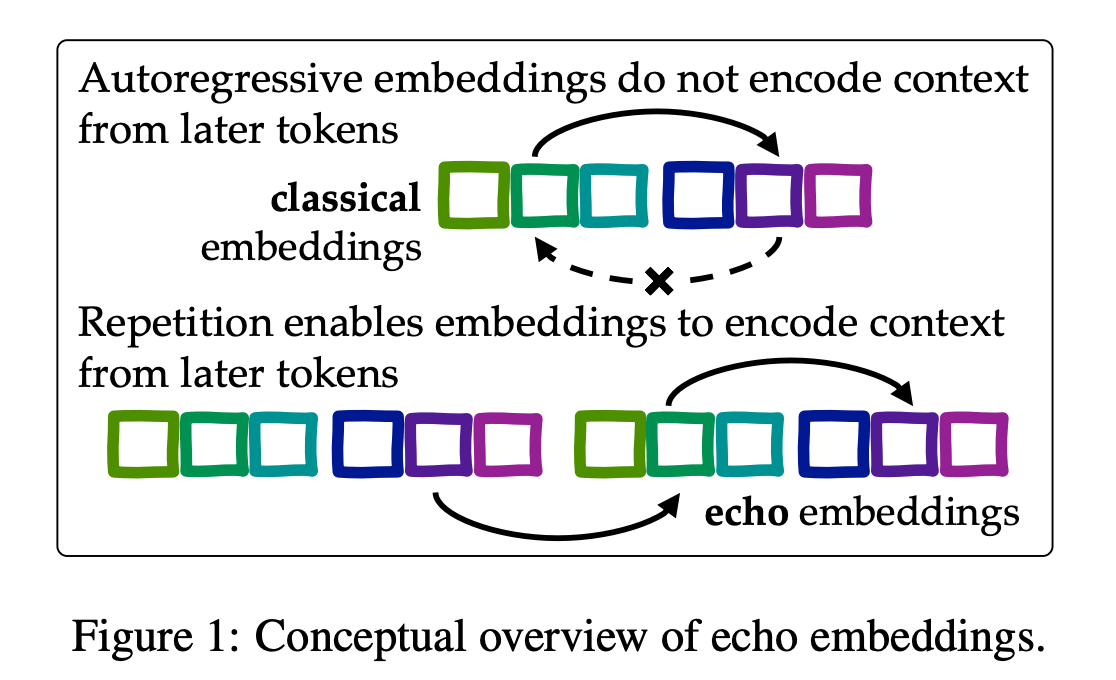 Autoregressive embeddings do not encode context
from later tokens
classical
embeddings
Repetition enables embeddings to encode context
from later tokens
echo embeddings
Figure 1: Conceptual overview of echo embeddings.